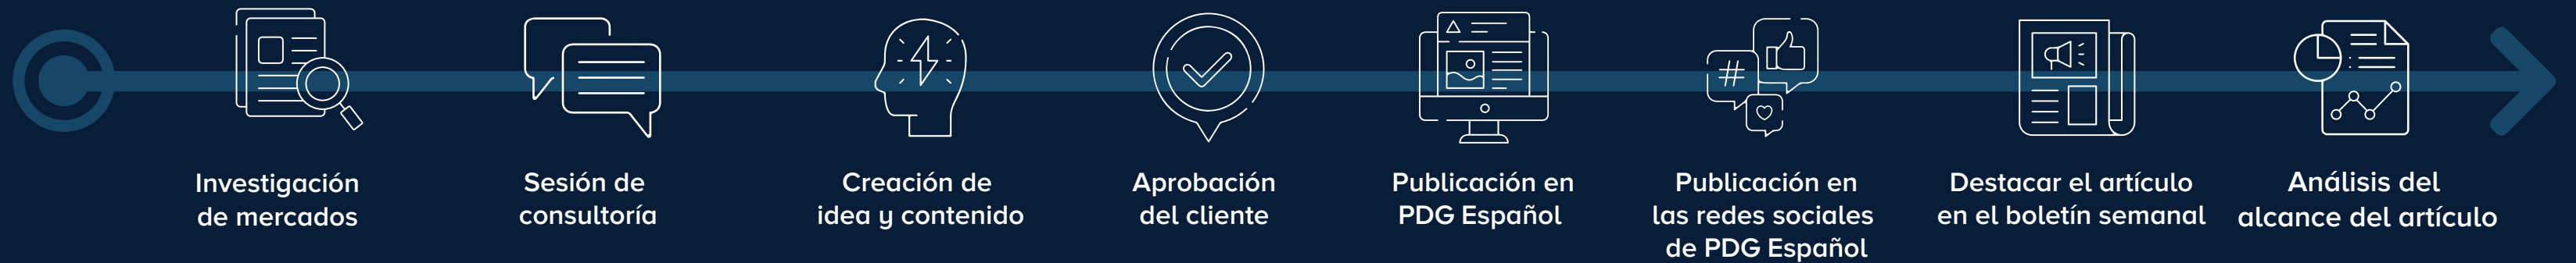 Investigación
de mercados
Sesión de
consultoría
Creación de
idea y contenido
Aprobación
del cliente
Publicación en
PDG Español
Publicación en
las redes sociales
de PDG Español
Destacar el artículo
en el boletín semanal
Análisis del
alcance del artículo
#